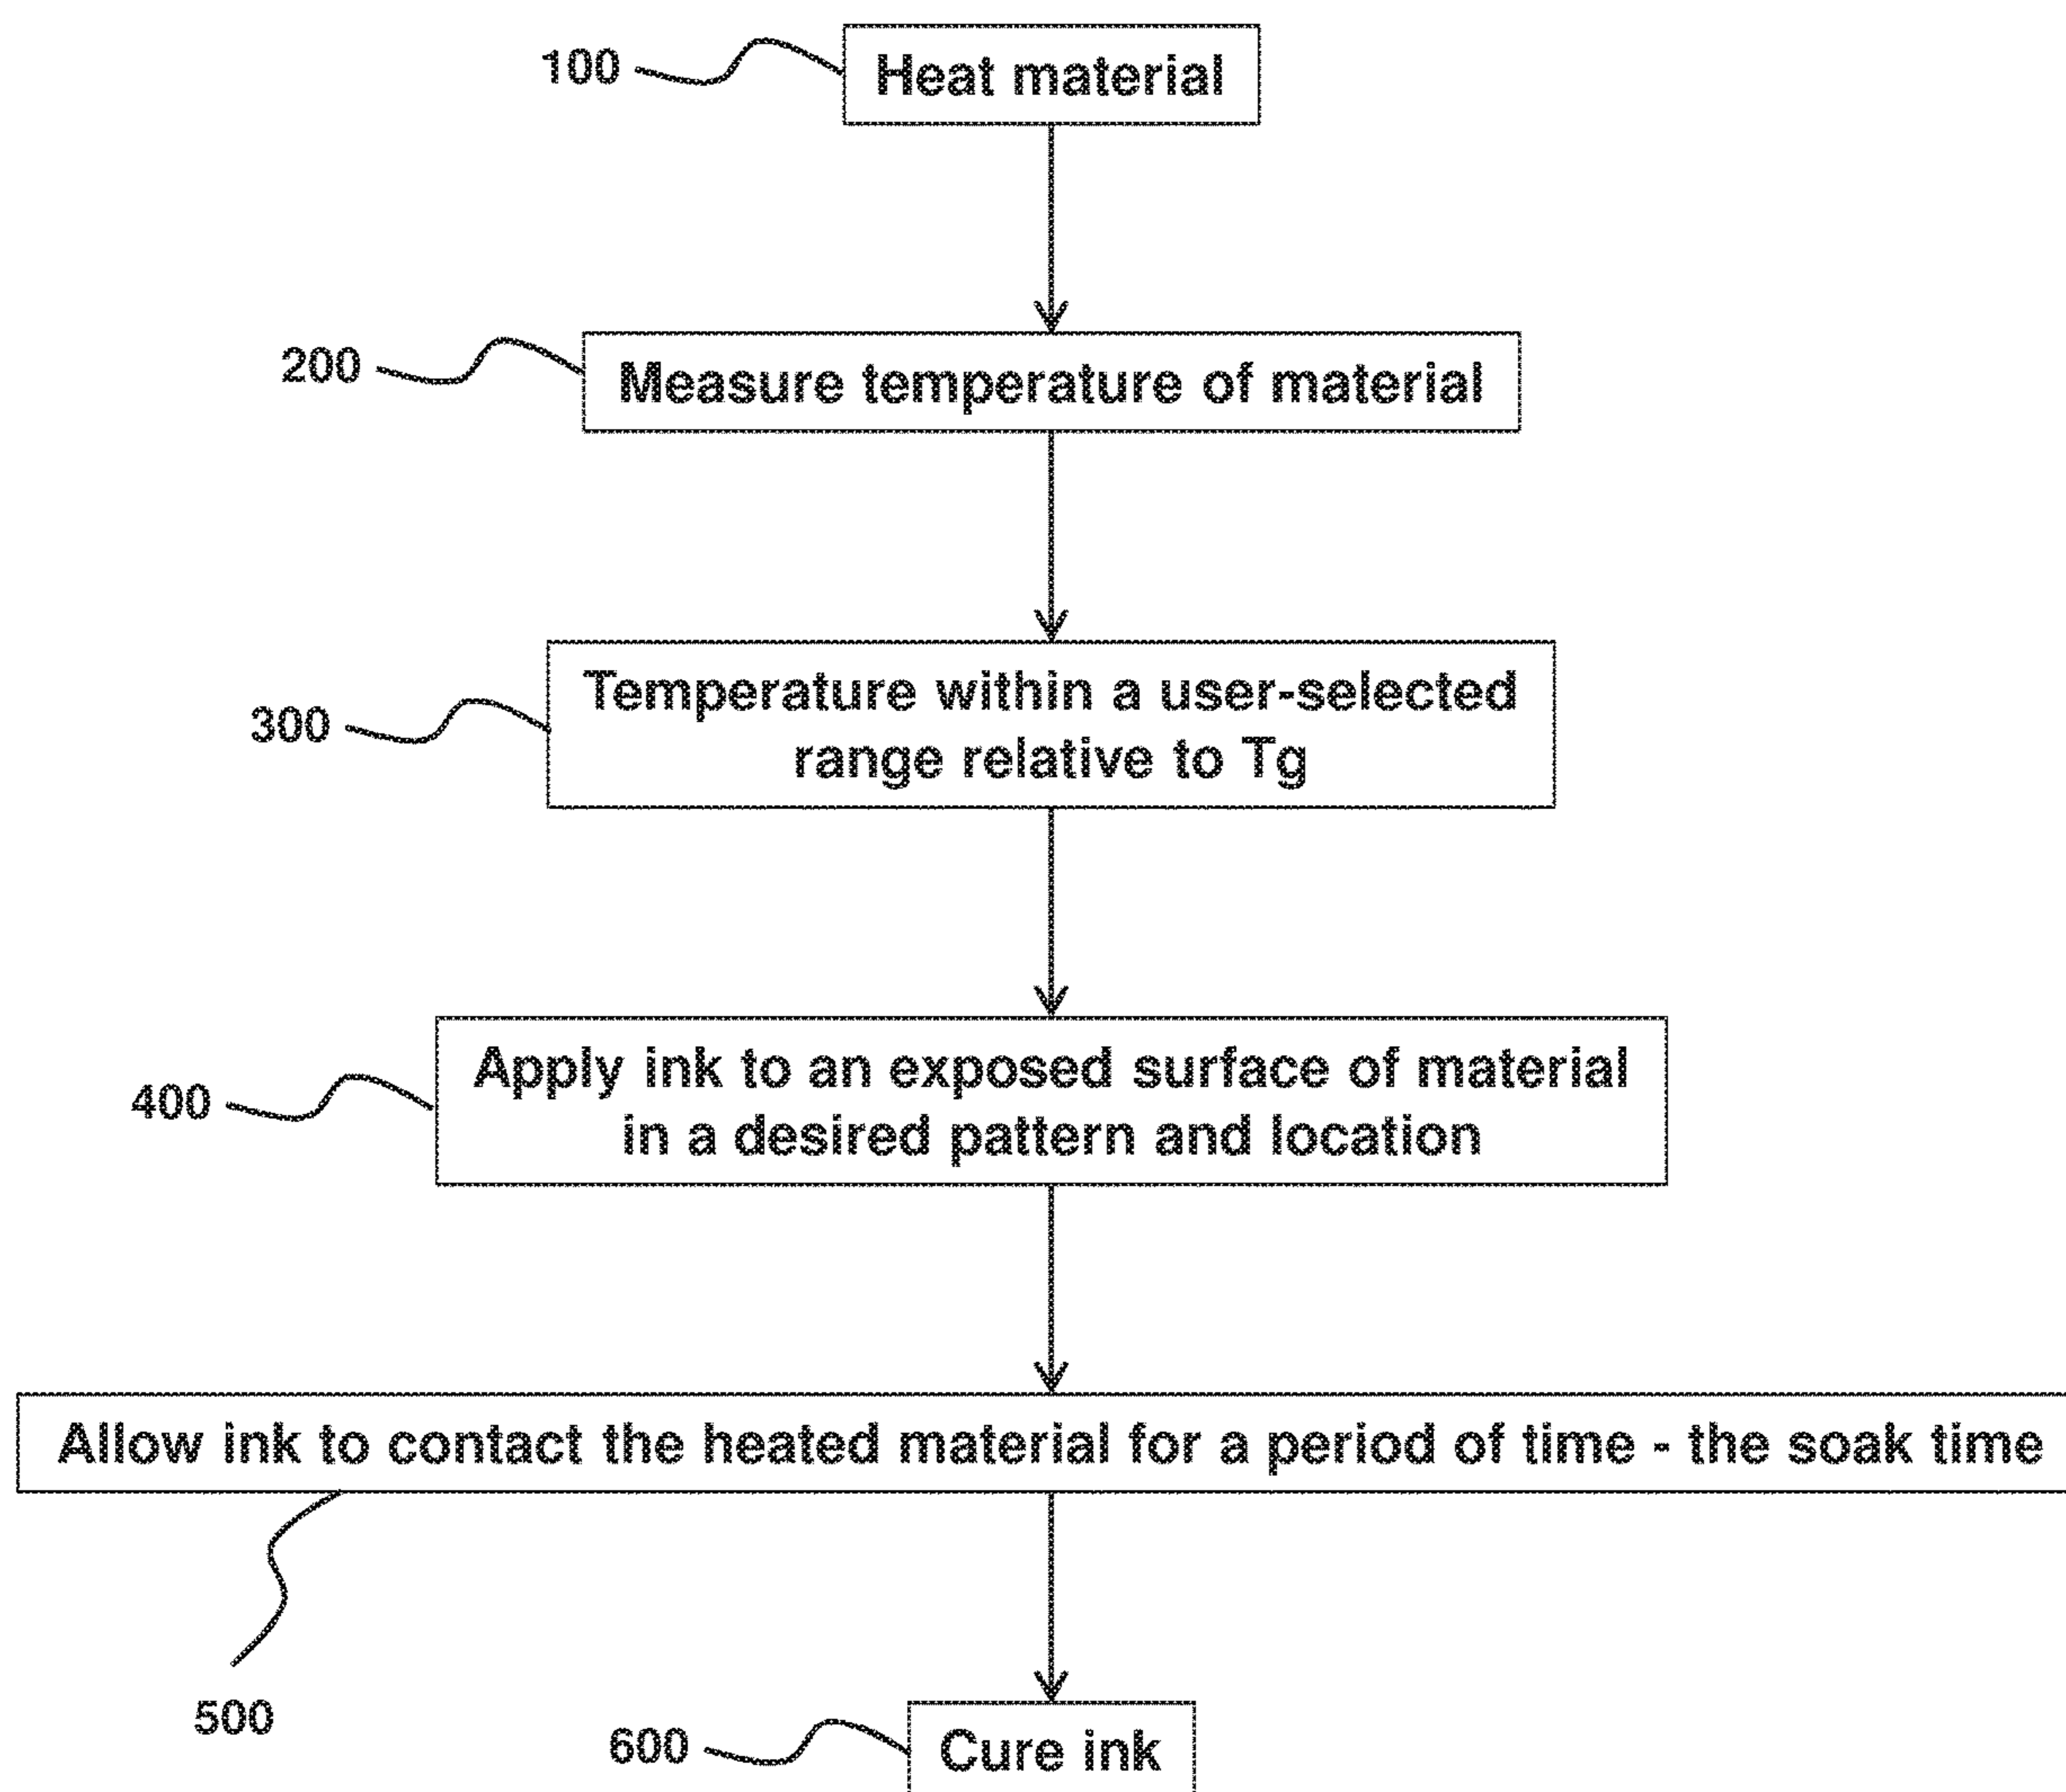 100
Heat material
200
Measure temperature of material
300
Temperature within a user-selected
range relative to Tg
400
Apply ink to an exposed surface of material
in a desired pattern and location
Allow ink to contact the heated material for a period of time - the soak time
500
600
Cure ink